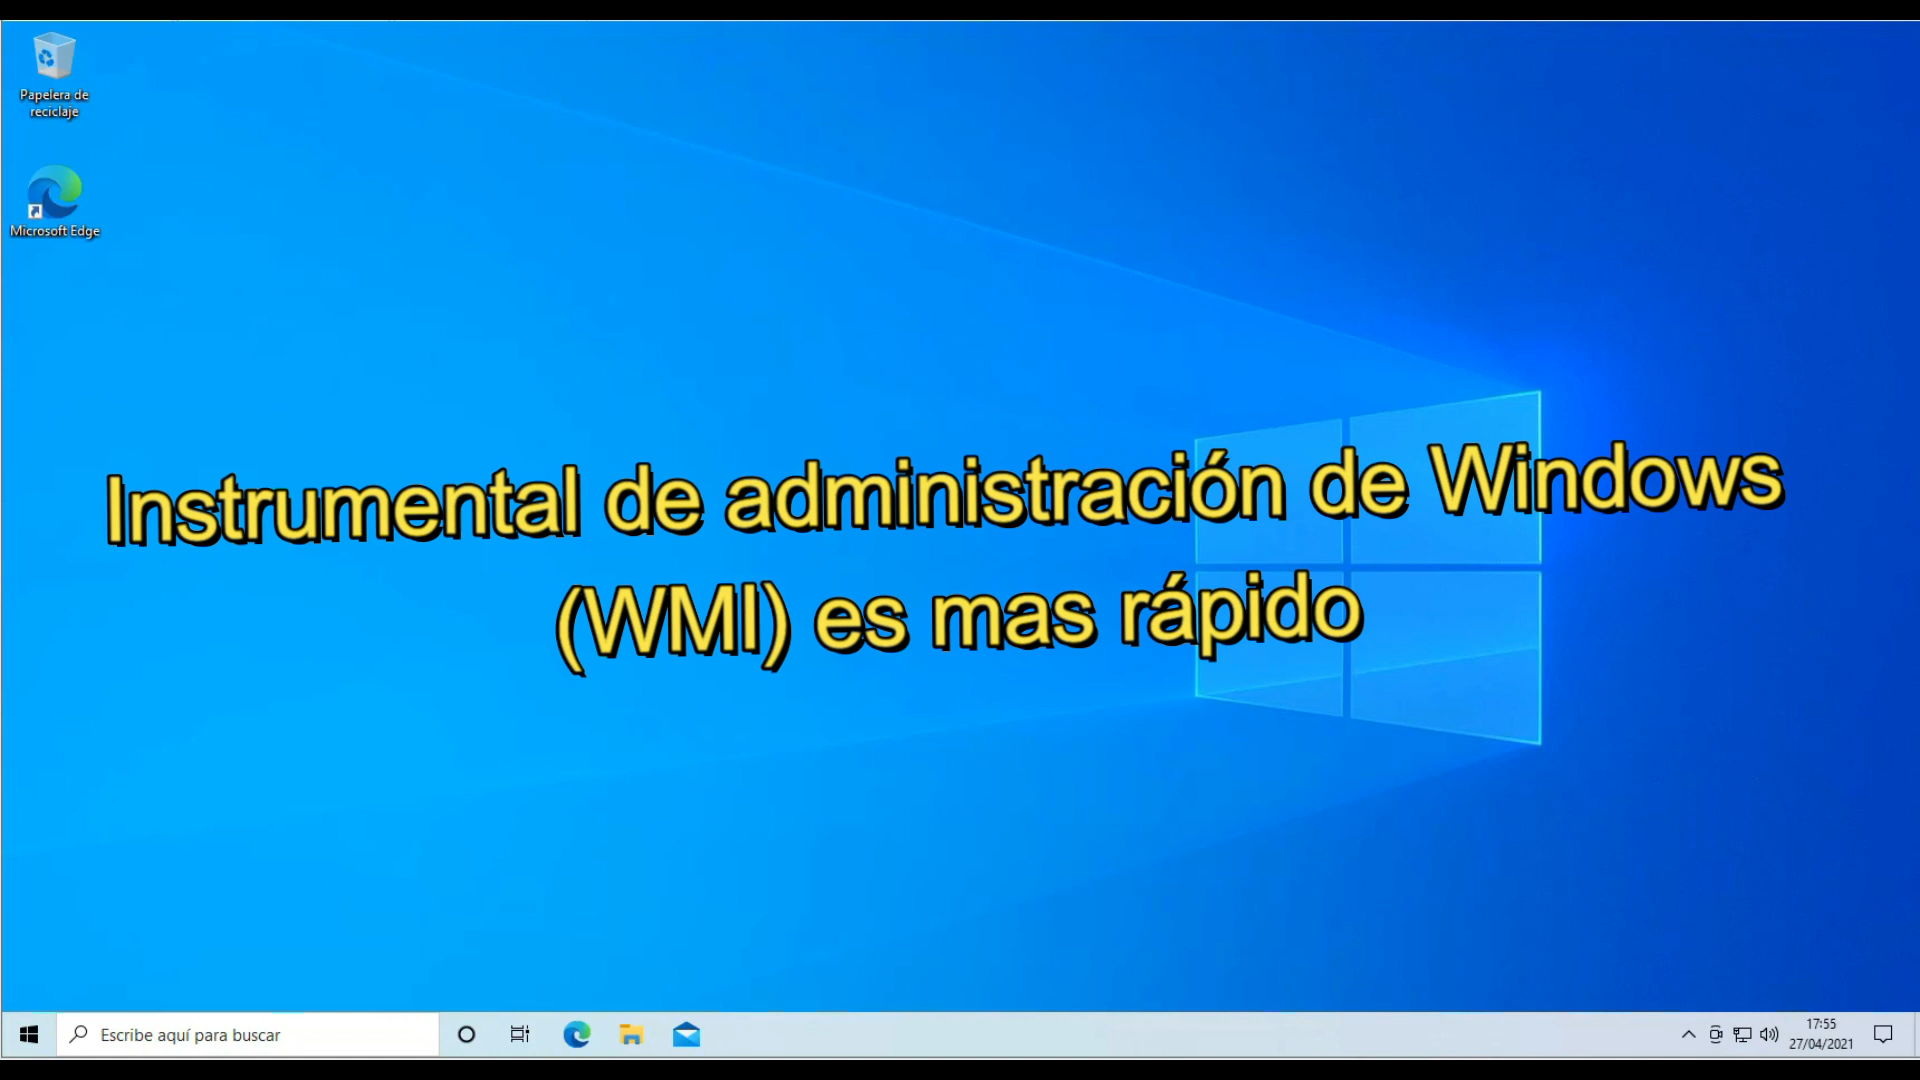 Papelera de
reciclaje
Microsoft Edge
Instrumental de administración de Windows
(WMI) es mas rápido
Escribe aquí para buscar
17:55
27/04/2021